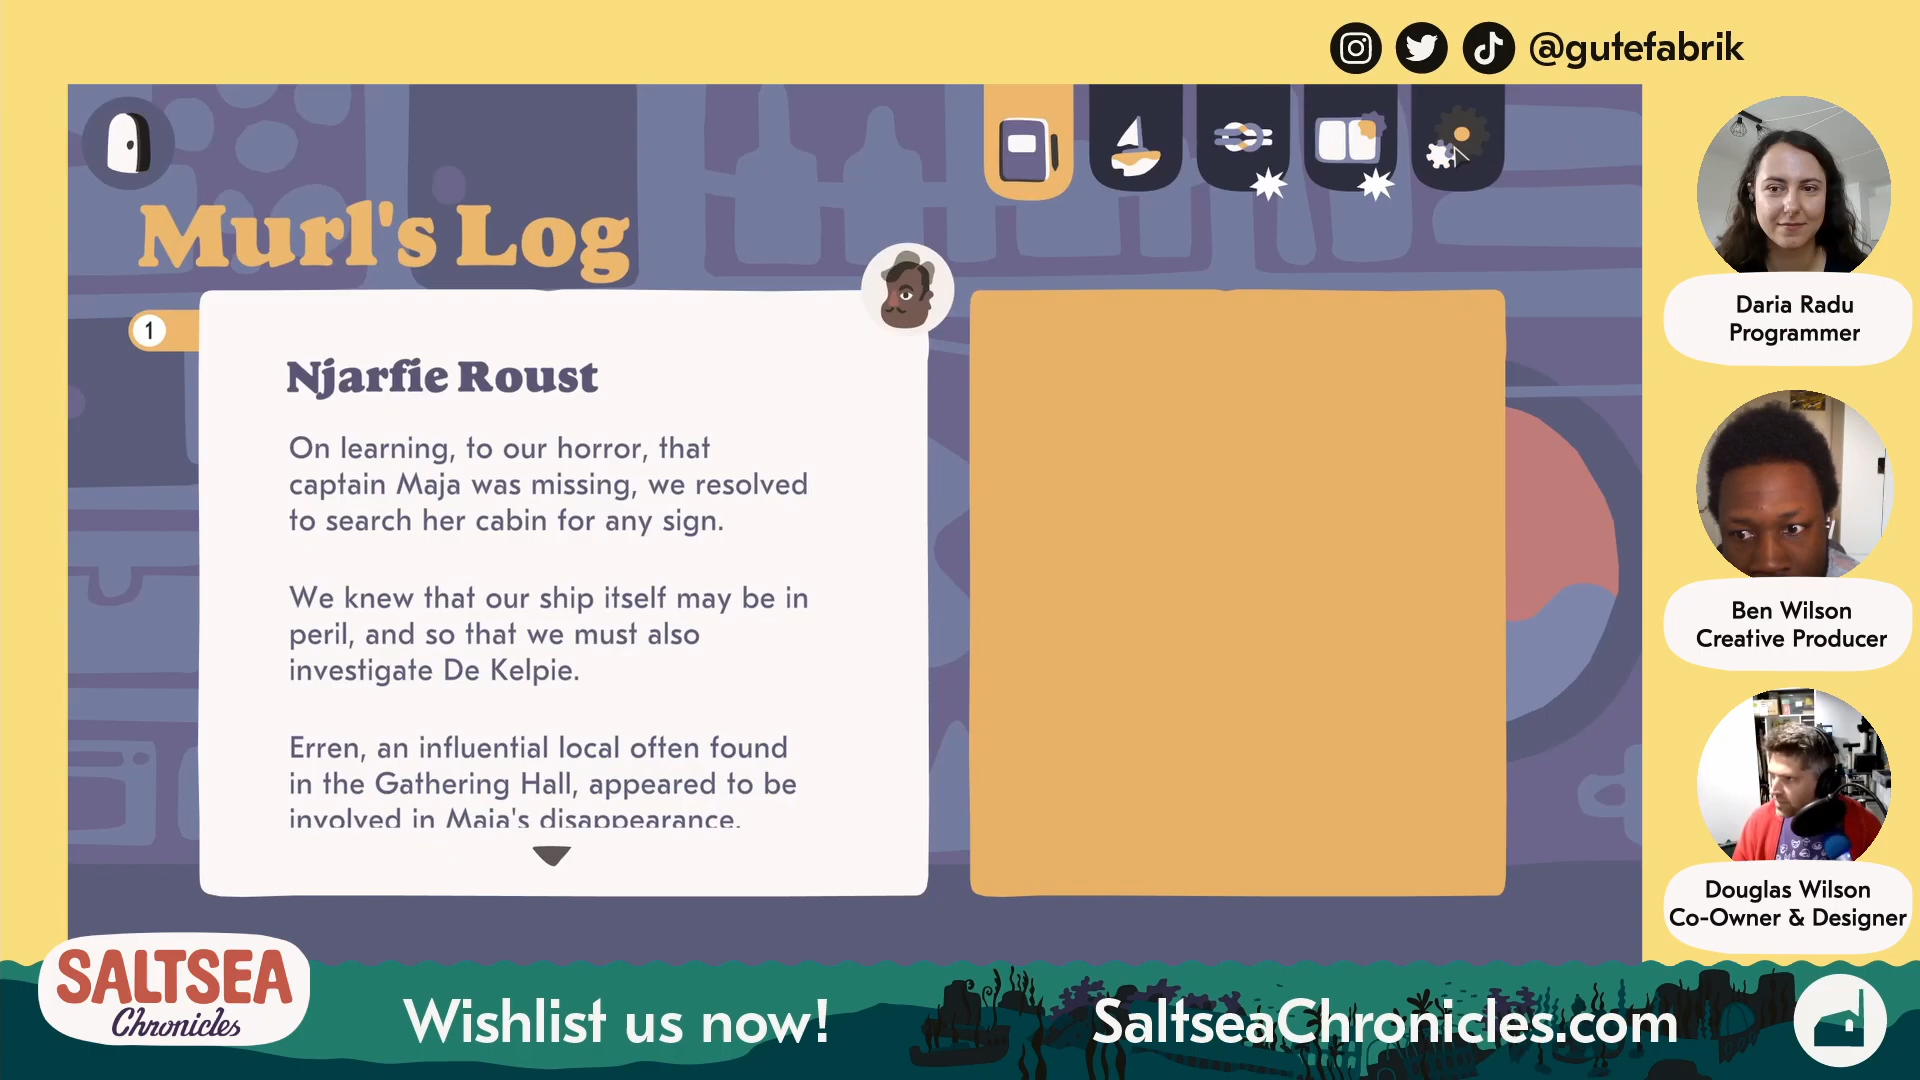 @gutefabrik
Murl's Log
1
Njarfie Roust
On learning, to our horror, that
captain Maja was missing, we resolved
to search her cabin for any sign.
We knew that our ship itself may be in
peril, and so that we must also
investigate De Kelpie.
Erren, an influential local often found
in the Gathering Hall, appeared to be
involved in Maja's disappearance.
Daria Radu
Programmer
Ben Wilson
Creative Producer
Douglas Wilson
Co-Owner & Designer
SALTSEA
Chronicles
Wishlist us now!
SaltseaChronicles.com